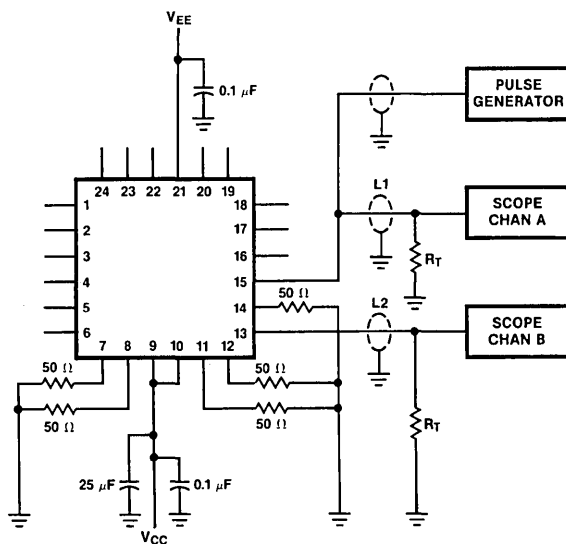 VEE
0.1 µF
PULSE
GENERATOR
24 23 22 21 20 19
L1
1 18
SCOPE
CHAN A
2 17
3 16
RT
4 15
5 14 50 Ω
L2
6 13
SCOPE
CHAN B
7 8 9 10 11 12
50 Ω
50 Ω
50 Ω
50 Ω
RT
25 µF
0.1 µF
VCC